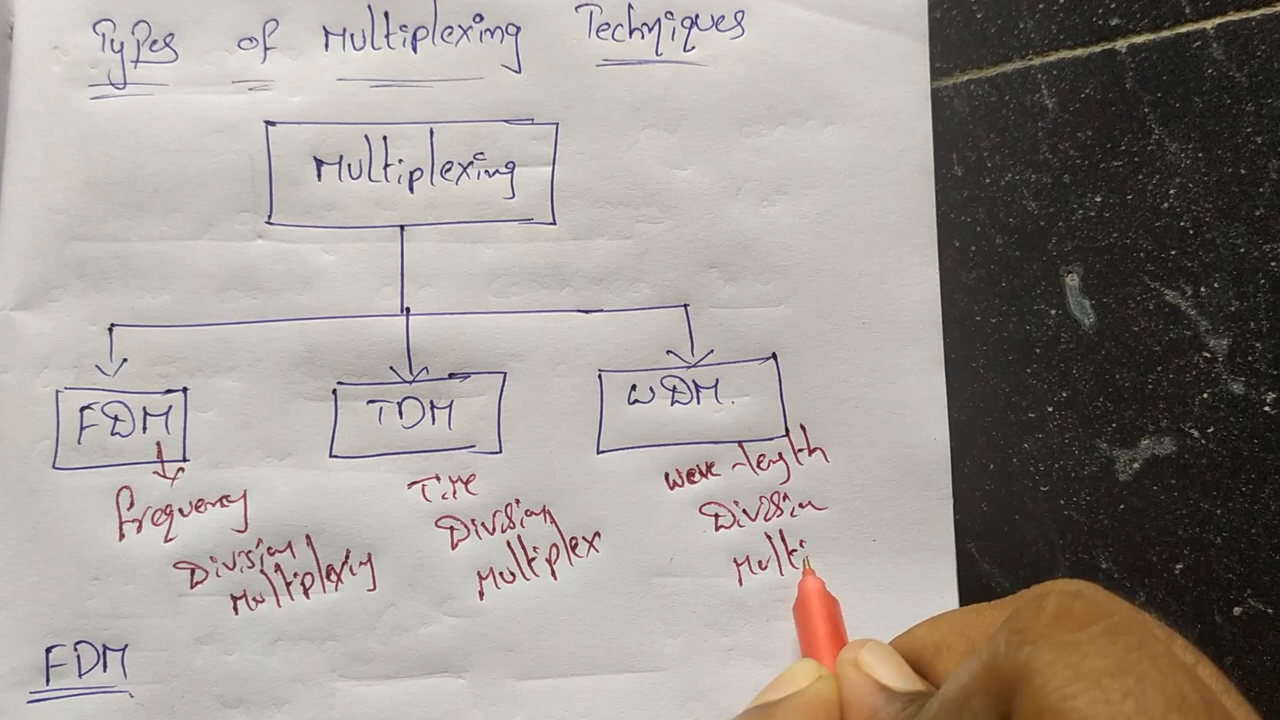 Types of Multiplexing Techniques
Multiplexing
FDM
TDM
WDM.
frequency
Division
Multiplexing
Time
Division
Multiplex
wave-length
Division
Multi
FDM